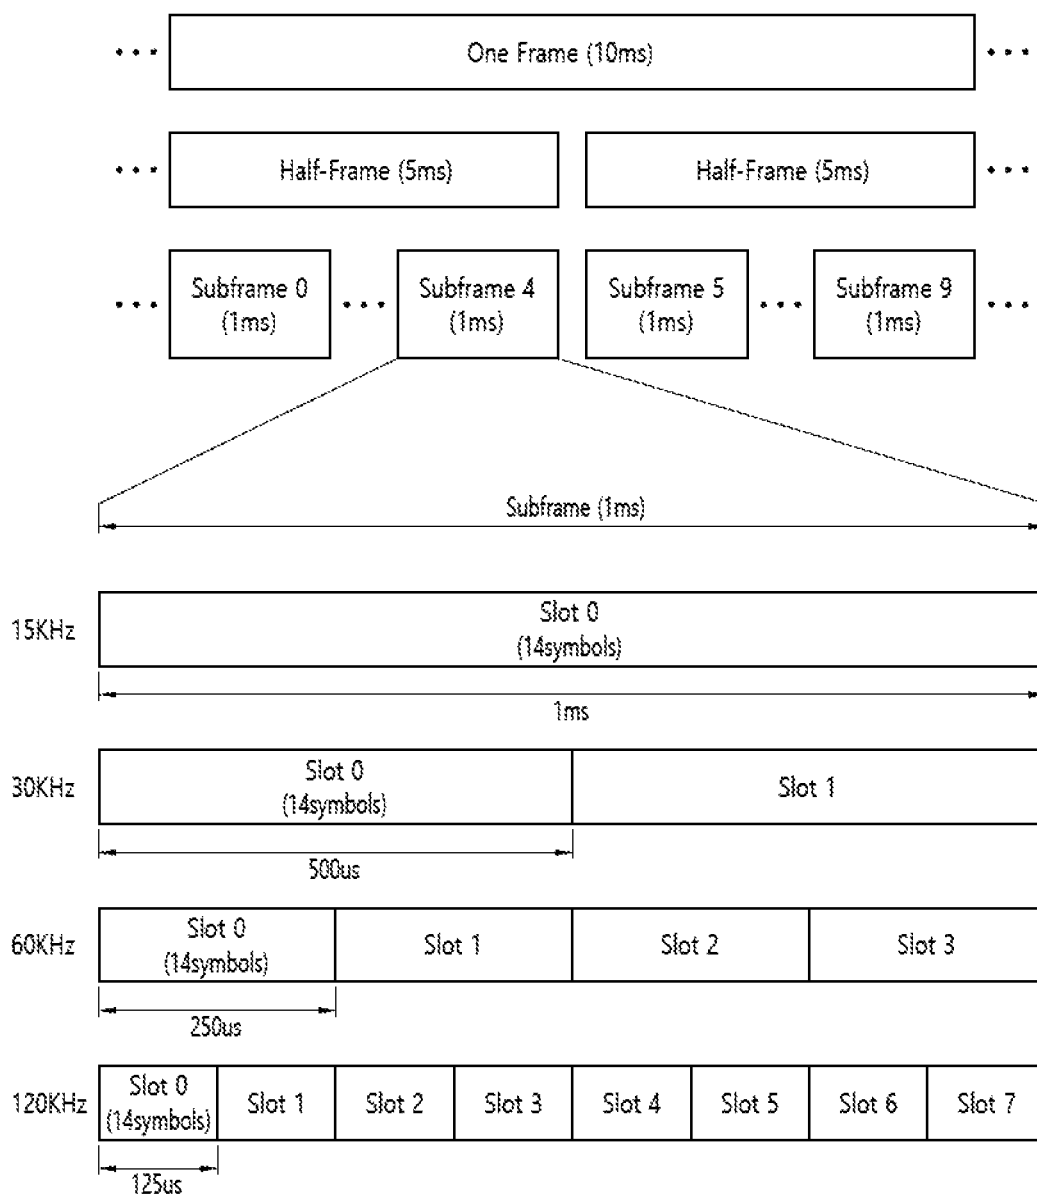 One Frame (10ms)
Half-Frame (5ms)
Half-Frame (5ms)
Subframe 0
(1ms)
Subframe 4
(1ms)
Subframe 5
(1ms)
Subframe 9
(1ms)
Subframe (1ms)
15KHz
Slot 0
(14symbols)
1ms
30KHz
Slot 0
(14symbols)
Slot 1
500us
60KHz
Slot 0
(14symbols)
Slot 1
Slot 2
Slot 3
250us
120KHz
Slot 0
(14symbols)
Slot 1
Slot 2
Slot 3
Slot 4
Slot 5
Slot 6
Slot 7
125us